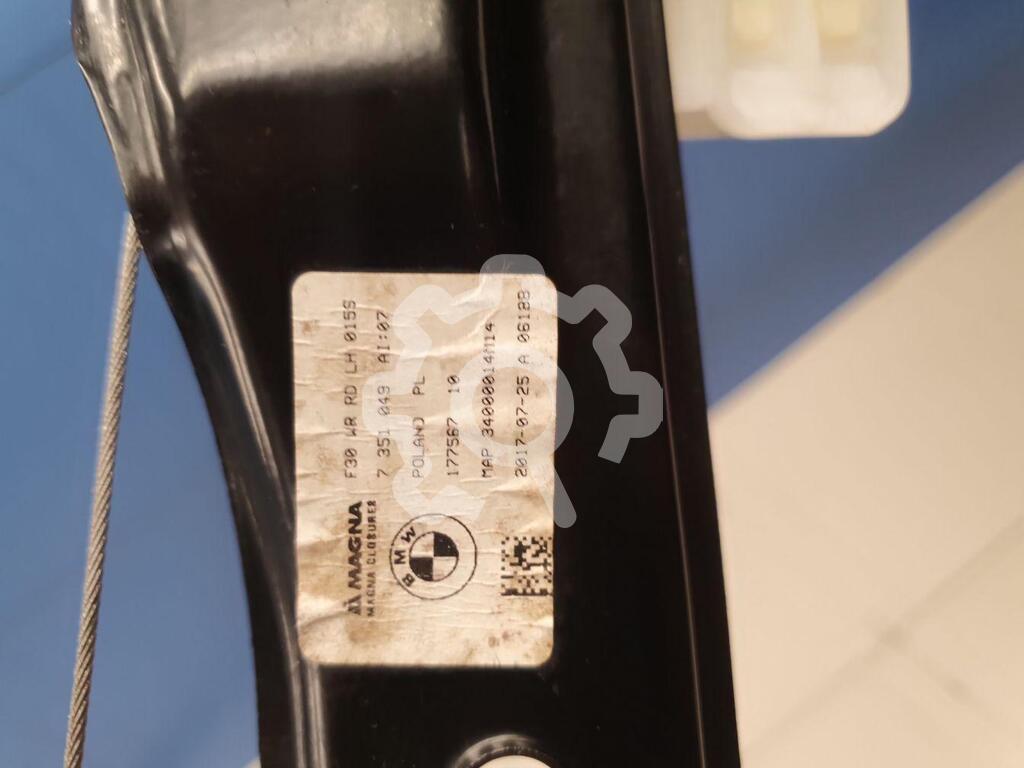 MAGNA
MAGNA CLOSURES
BMW
F30 WR RD LH 015S
7 351 049 AI:07
POLAND PL
177567 10
MAP 34000014M14
2017-07-25 A 06188